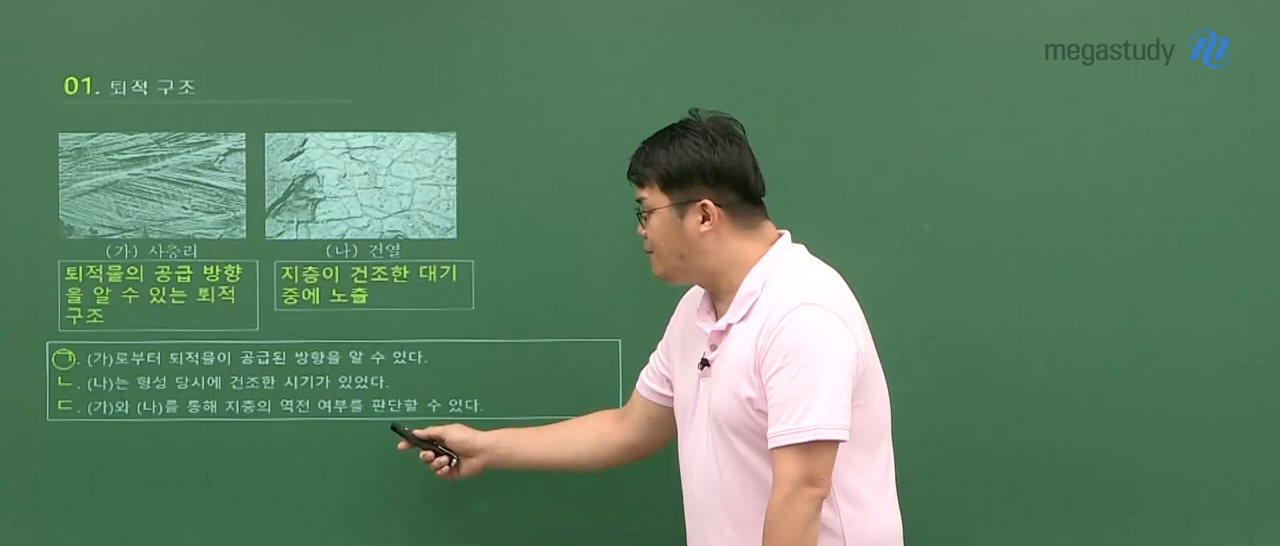 megastudy
01. 퇴적 구조
(가) 사층리
(나) 건열
퇴적물의 공급 방향
을 알 수 있는 퇴적
구조
지층이 건조한 대기
중에 노출
ㄱ. (가)로부터 퇴적물이 공급된 방향을 알 수 있다.
ㄴ. (나)는 형성 당시에 건조한 시기가 있었다.
ㄷ. (가)와 (나)를 통해 지층의 역전 여부를 판단할 수 있다.